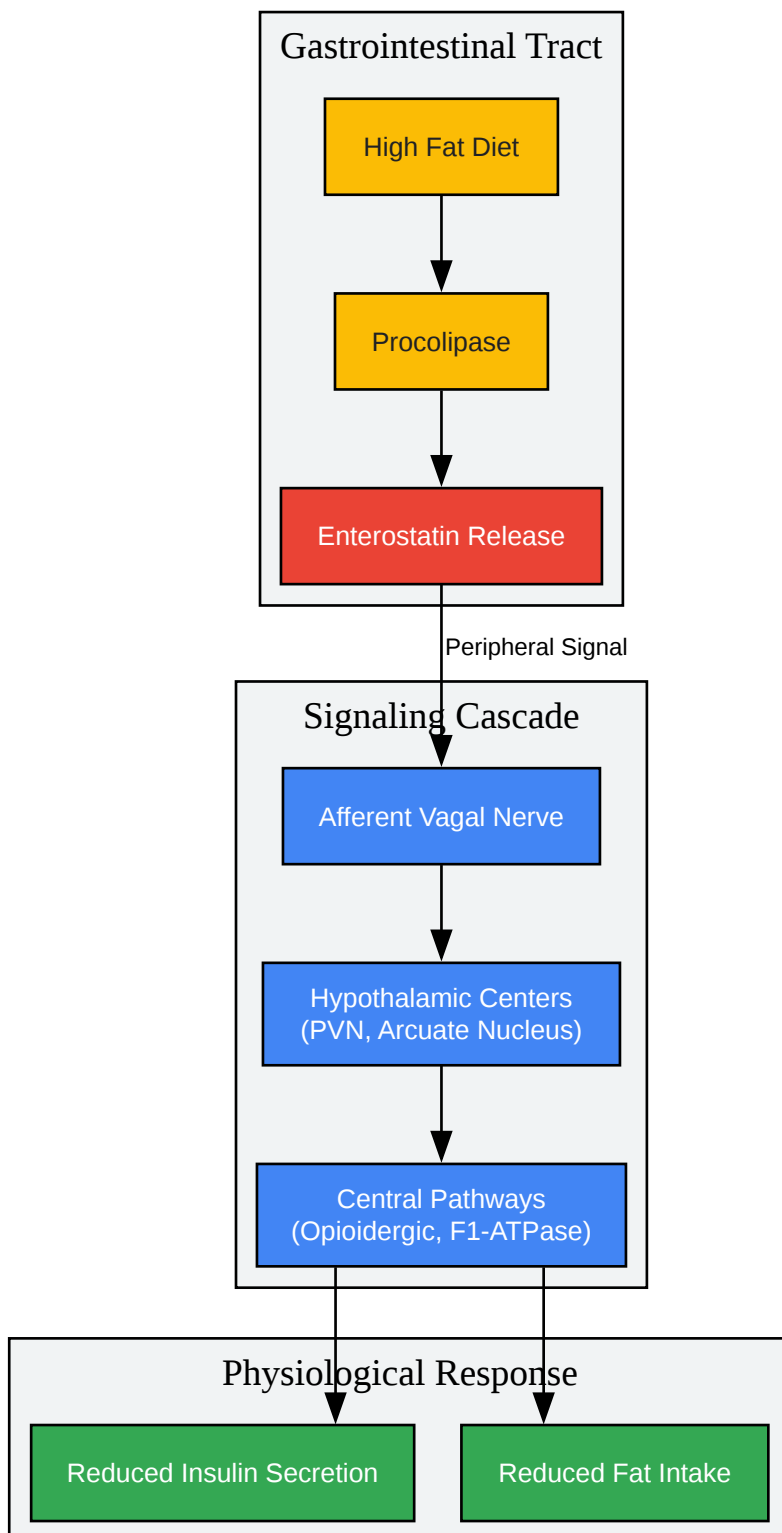 Gastrointestinal Tract
High Fat Diet
Procolipase
Enterostatin Release
Peripheral Signal
Signaling Cascade
Afferent Vagal Nerve
Hypothalamic Centers
(PVN, Arcuate Nucleus)
Central Pathways
(Opioidergic, F1-ATPase)
Physiological Response
Reduced Insulin Secretion
Reduced Fat Intake